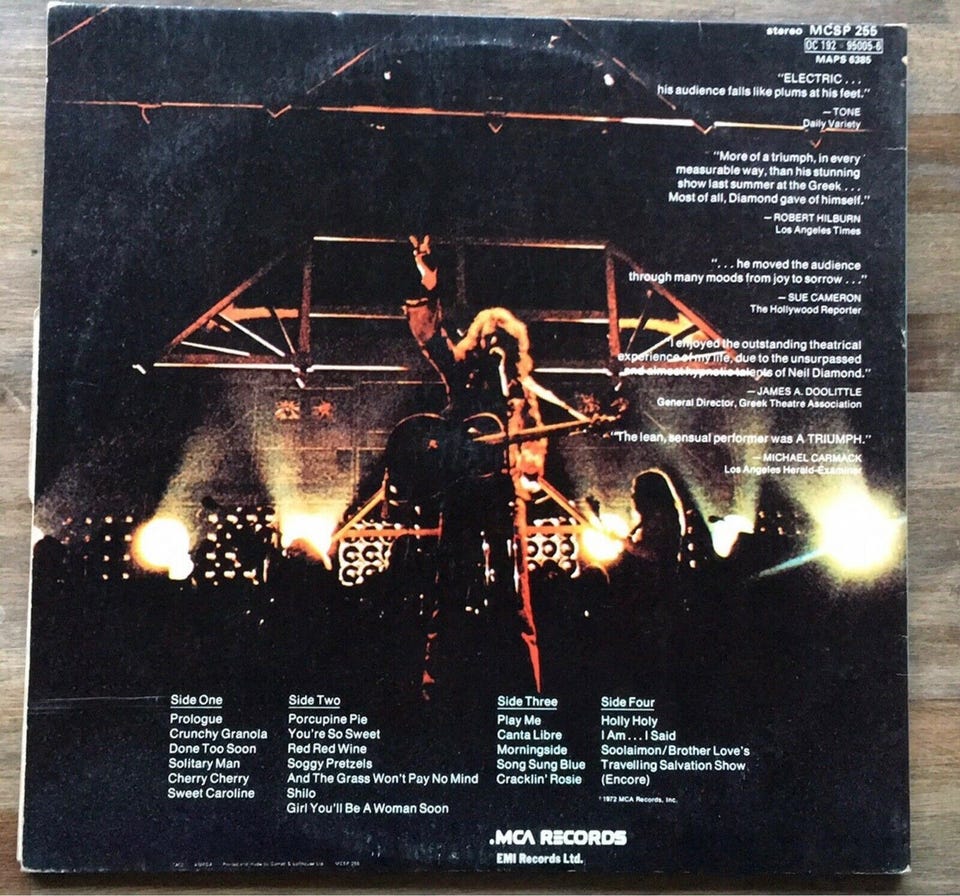 stereo MCSP 255
OC 192 - 95005-6
MAPS 6385
"ELECTRIC . . .
his audience falls like plums at his feet."
— TONE
Daily Variety
"More of a triumph, in every
measurable way, than his stunning
show last summer at the Greek . . .
Most of all, Diamond gave of himself."
— ROBERT HILBURN
Los Angeles Times
". . . he moved the audience
through many moods from joy to sorrow . . ."
— SUE CAMERON
The Hollywood Reporter
"I enjoyed the outstanding theatrical
experience of my life, due to the unsurpassed
and almost hypnotic talents of Neil Diamond."
— JAMES A. DOOLITTLE
General Director, Greek Theatre Association
"The lean, sensual performer was A TRIUMPH."
— MICHAEL CARMACK
Los Angeles Herald-Examiner
Side One
Prologue
Crunchy Granola
Done Too Soon
Solitary Man
Cherry Cherry
Sweet Caroline
Side Two
Porcupine Pie
You're So Sweet
Red Red Wine
Soggy Pretzels
And The Grass Won't Pay No Mind
Shilo
Girl You'll Be A Woman Soon
Side Three
Play Me
Canta Libre
Morningside
Song Sung Blue
Cracklin' Rosie
Side Four
Holly Holy
I Am . . . I Said
Soolaimon/Brother Love's
Travelling Salvation Show
(Encore)
1972 MCA Records, Inc.
MCA RECORDS
EMI Records Ltd.
Printed and made by Garrod & Lofthouse Ltd. MCSP 255